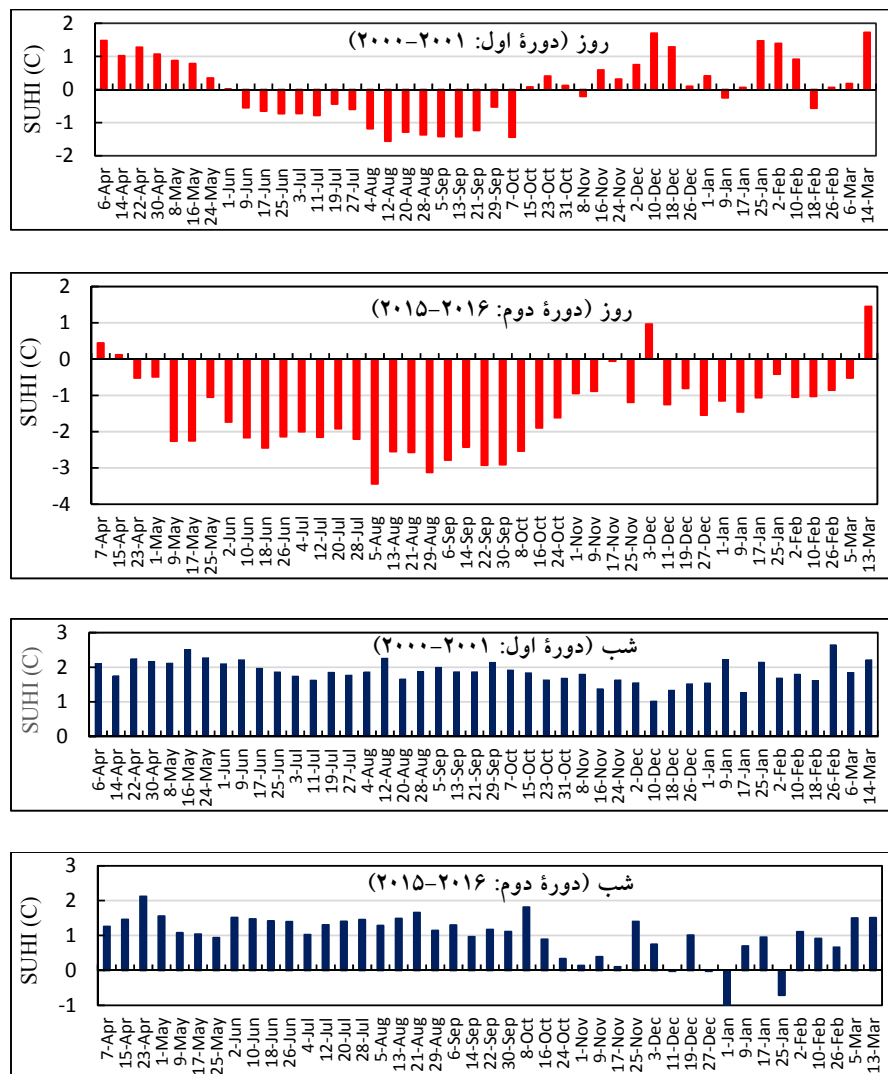 روز (دورهٔ اول: ۲۰۰۱-۲۰۰۰)
SUHI (C)
2
1
0
-1
-2
6-Apr
14-Apr
22-Apr
30-Apr
8-May
16-May
24-May
1-Jun
9-Jun
17-Jun
25-Jun
3-Jul
11-Jul
19-Jul
27-Jul
4-Aug
12-Aug
20-Aug
28-Aug
5-Sep
13-Sep
21-Sep
29-Sep
7-Oct
15-Oct
23-Oct
31-Oct
8-Nov
16-Nov
24-Nov
2-Dec
10-Dec
18-Dec
26-Dec
1-Jan
9-Jan
17-Jan
25-Jan
2-Feb
10-Feb
18-Feb
26-Feb
6-Mar
14-Mar
روز (دورهٔ دوم: ۲۰۱۶-۲۰۱۵)
SUHI (C)
2
1
0
-1
-2
-3
-4
7-Apr
15-Apr
23-Apr
1-May
9-May
17-May
25-May
2-Jun
10-Jun
18-Jun
26-Jun
4-Jul
12-Jul
20-Jul
28-Jul
5-Aug
13-Aug
21-Aug
29-Aug
6-Sep
14-Sep
22-Sep
30-Sep
8-Oct
16-Oct
24-Oct
1-Nov
9-Nov
17-Nov
25-Nov
3-Dec
11-Dec
19-Dec
27-Dec
1-Jan
9-Jan
17-Jan
25-Jan
2-Feb
10-Feb
26-Feb
5-Mar
13-Mar
شب (دورهٔ اول: ۲۰۰۱-۲۰۰۰)
SUHI (C)
3
2
1
0
6-Apr
14-Apr
22-Apr
30-Apr
8-May
16-May
24-May
1-Jun
9-Jun
17-Jun
25-Jun
3-Jul
11-Jul
19-Jul
27-Jul
4-Aug
12-Aug
20-Aug
28-Aug
5-Sep
13-Sep
21-Sep
29-Sep
7-Oct
15-Oct
23-Oct
31-Oct
8-Nov
16-Nov
24-Nov
2-Dec
10-Dec
18-Dec
26-Dec
1-Jan
9-Jan
17-Jan
25-Jan
2-Feb
10-Feb
18-Feb
26-Feb
6-Mar
14-Mar
شب (دورهٔ دوم: ۲۰۱۶-۲۰۱۵)
SUHI (C)
3
2
1
0
-1
7-Apr
15-Apr
23-Apr
1-May
9-May
17-May
25-May
2-Jun
10-Jun
18-Jun
26-Jun
4-Jul
12-Jul
20-Jul
28-Jul
5-Aug
13-Aug
21-Aug
29-Aug
6-Sep
14-Sep
22-Sep
30-Sep
8-Oct
16-Oct
24-Oct
1-Nov
9-Nov
17-Nov
25-Nov
3-Dec
11-Dec
19-Dec
27-Dec
1-Jan
9-Jan
17-Jan
25-Jan
2-Feb
10-Feb
26-Feb
5-Mar
13-Mar